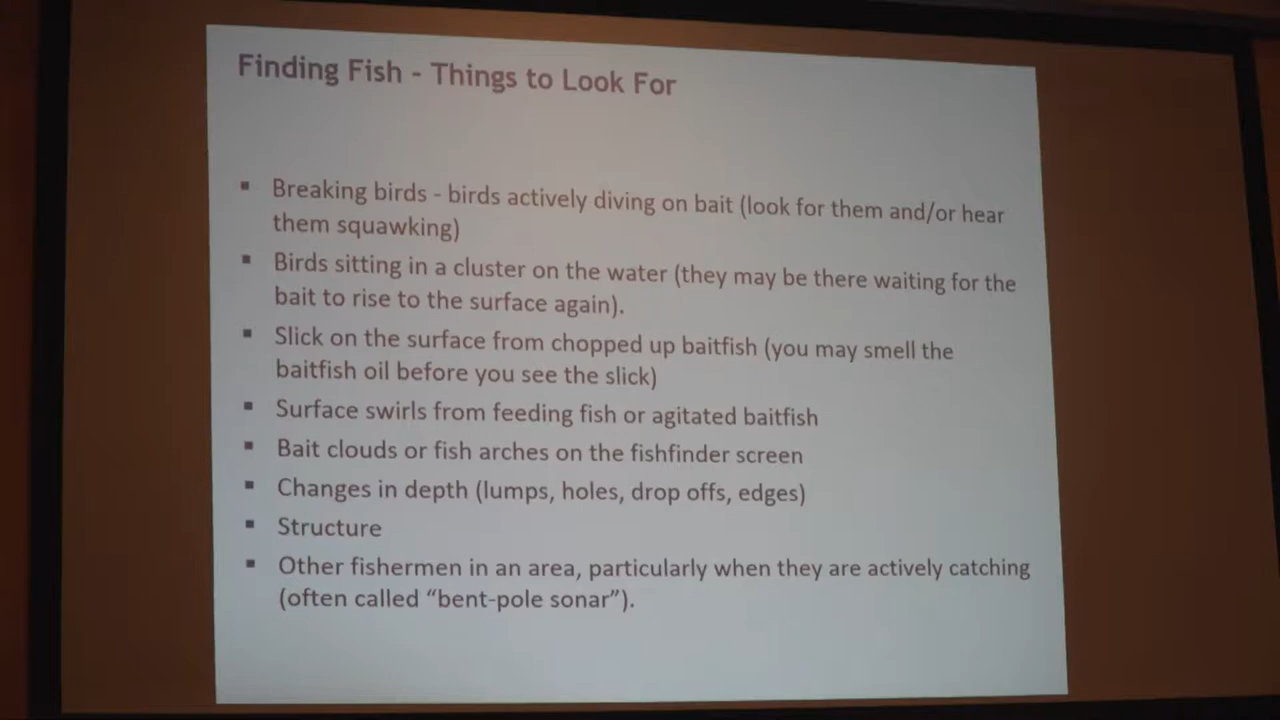 Finding Fish - Things to Look For
▪ Breaking birds - birds actively diving on bait (look for them and/or hear
them squawking)
▪ Birds sitting in a cluster on the water (they may be there waiting for the
bait to rise to the surface again).
▪ Slick on the surface from chopped up baitfish (you may smell the
baitfish oil before you see the slick)
▪ Surface swirls from feeding fish or agitated baitfish
▪ Bait clouds or fish arches on the fishfinder screen
▪ Changes in depth (lumps, holes, drop offs, edges)
▪ Structure
▪ Other fishermen in an area, particularly when they are actively catching
(often called “bent-pole sonar”).